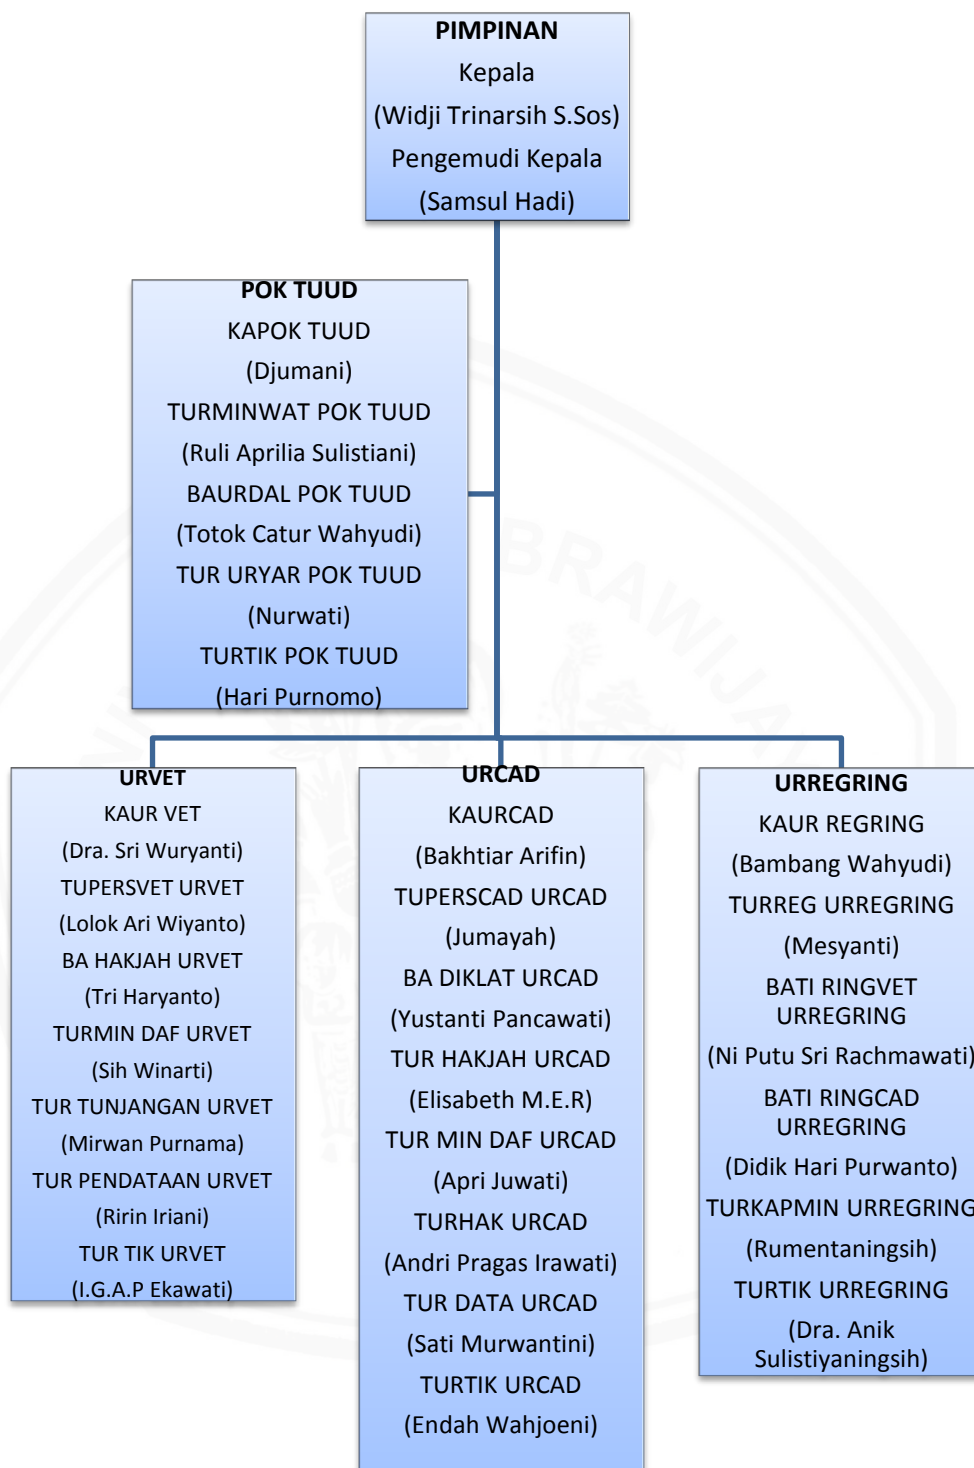 PIMPINAN
Kepala
(Widji Trinarsih S.Sos)
Pengemudi Kepala
(Samsul Hadi)
POK TUUD
KAPOK TUUD
(Djumani)
TURMINWAT POK TUUD
(Ruli Aprilia Sulistiani)
BAURDAL POK TUUD
(Totok Catur Wahyudi)
TUR URYAR POK TUUD
(Nurwati)
TURTIK POK TUUD
(Hari Purnomo)
URVET
KAUR VET
(Dra. Sri Wuryanti)
TUPERSVET URVET
(Lolok Ari Wiyanto)
BA HAKJAH URVET
(Tri Haryanto)
TURMIN DAF URVET
(Sih Winarti)
TUR TUNJANGAN URVET
(Mirwan Purnama)
TUR PENDATAAN URVET
(Ririn Iriani)
TUR TIK URVET
(I.G.A.P Ekawati)
URCAD
KAURCAD
(Bakhtiar Arifin)
TUPERSCAD URCAD
(Jumayah)
BA DIKLAT URCAD
(Yustanti Pancawati)
TUR HAKJAH URCAD
(Elisabeth M.E.R)
TUR MIN DAF URCAD
(Apri Juwati)
TURHAK URCAD
(Andri Pragas Irawati)
TUR DATA URCAD
(Sati Murwantini)
TURTIK URCAD
(Endah Wahjoeni)
URREGRING
KAUR REGRING
(Bambang Wahyudi)
TURREG URREGRING
(Mesyanti)
BATI RINGVET
URREGRING
(Ni Putu Sri Rachmawati)
BATI RINGCAD
URREGRING
(Didik Hari Purwanto)
TURKAPMIN URREGRING
(Rumentaningsih)
TURTIK URREGRING
(Dra. Anik
Sulistiyaningsih)
BRAWIJA